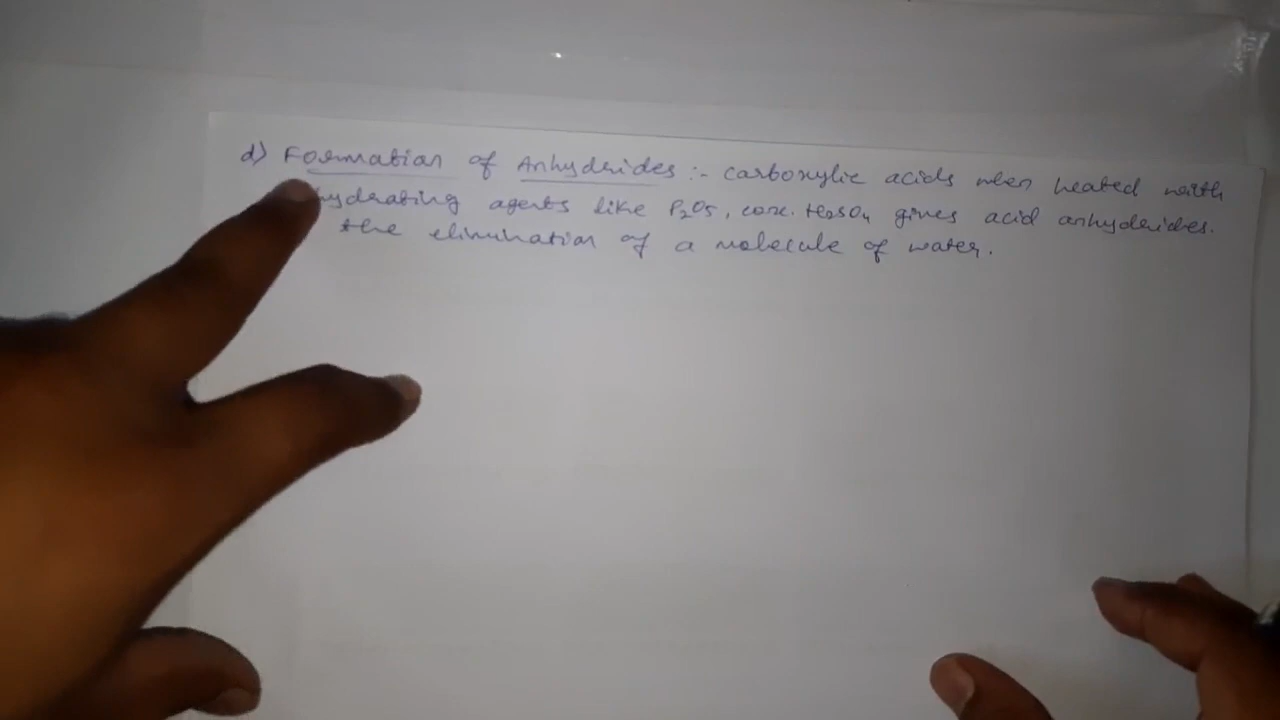 d) Formation of Anhydrides :- carboxylic acids when heated with
hydrating agents like P₂O₅, conc. H₂SO₄ gives acid anhydrides.
the elimination of a molecule of water.